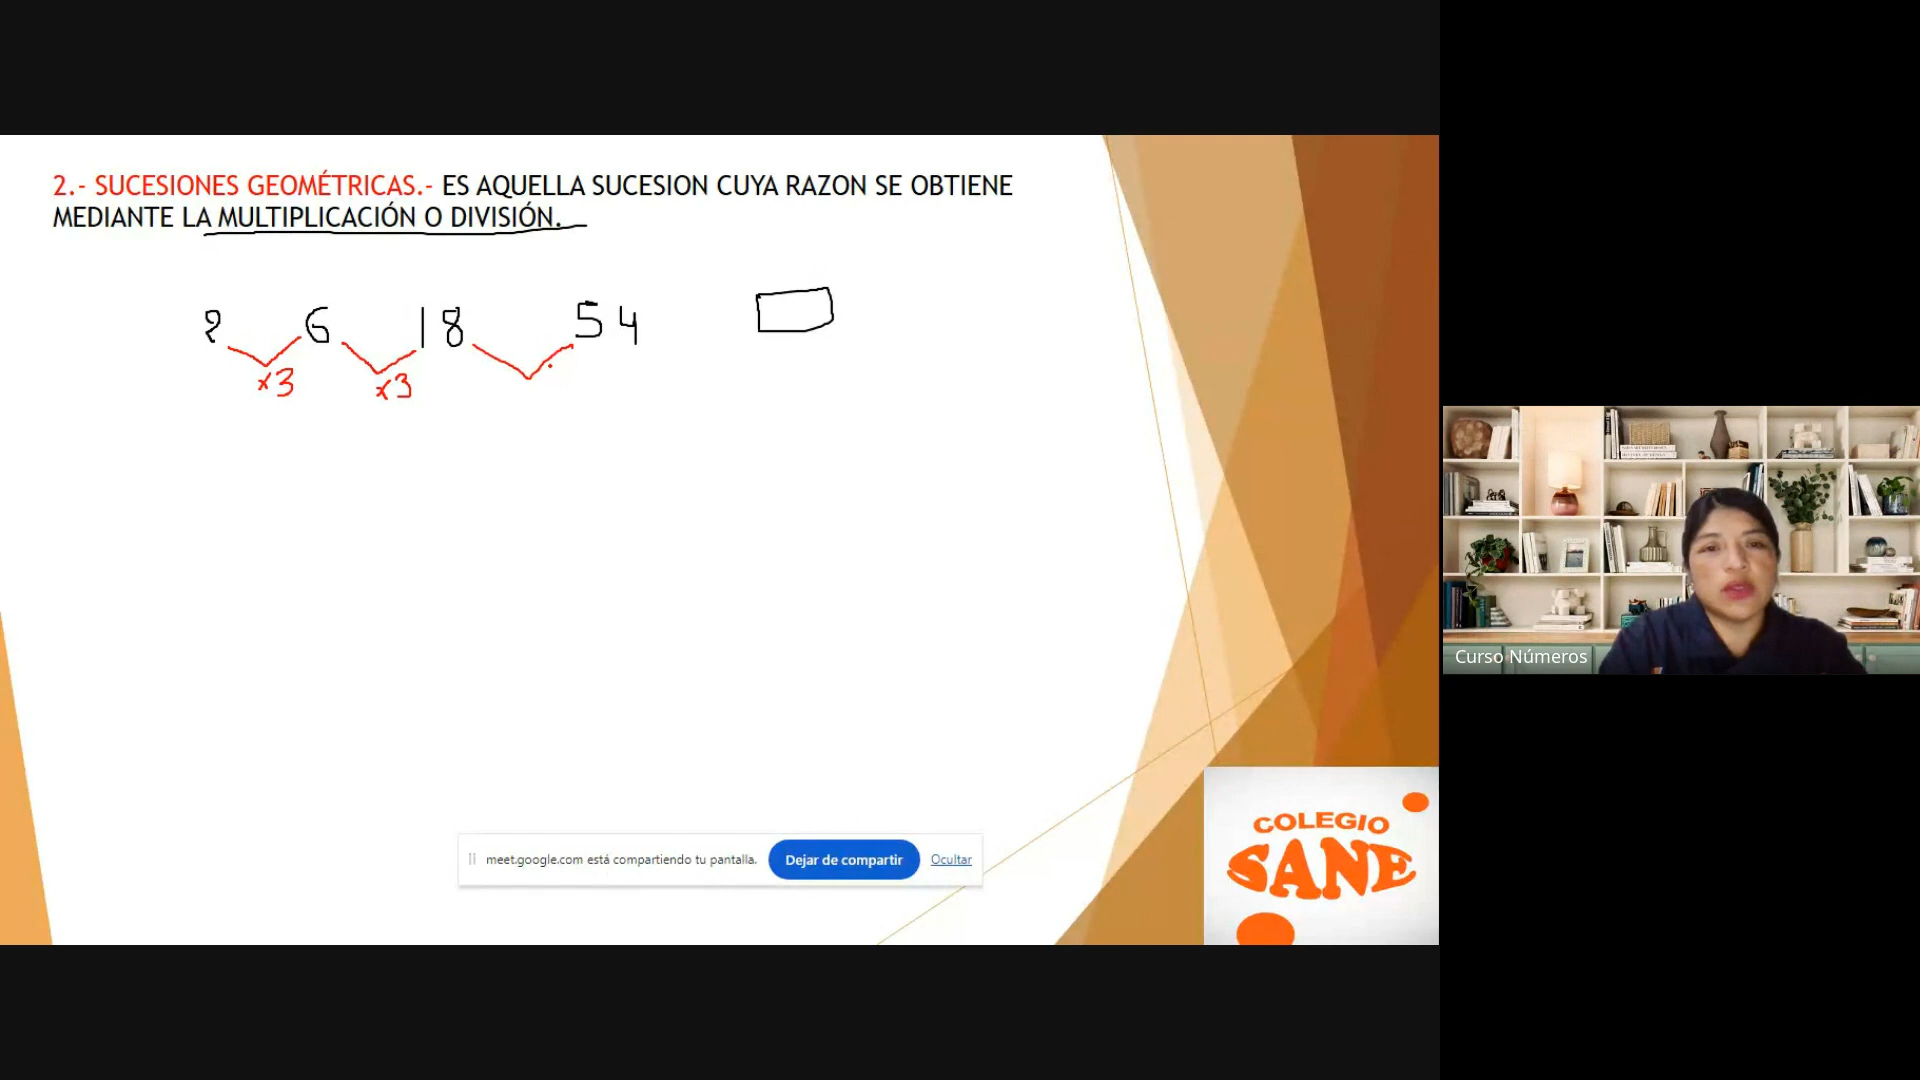 2.- SUCESIONES GEOMÉTRICAS.- ES AQUELLA SUCESION CUYA RAZON SE OBTIENE
MEDIANTE LA MULTIPLICACIÓN O DIVISIÓN.
2 6 18 54
x3 x3
Curso Números
meet.google.com está compartiendo tu pantalla. Dejar de compartir Ocultar
COLEGIO
SANE